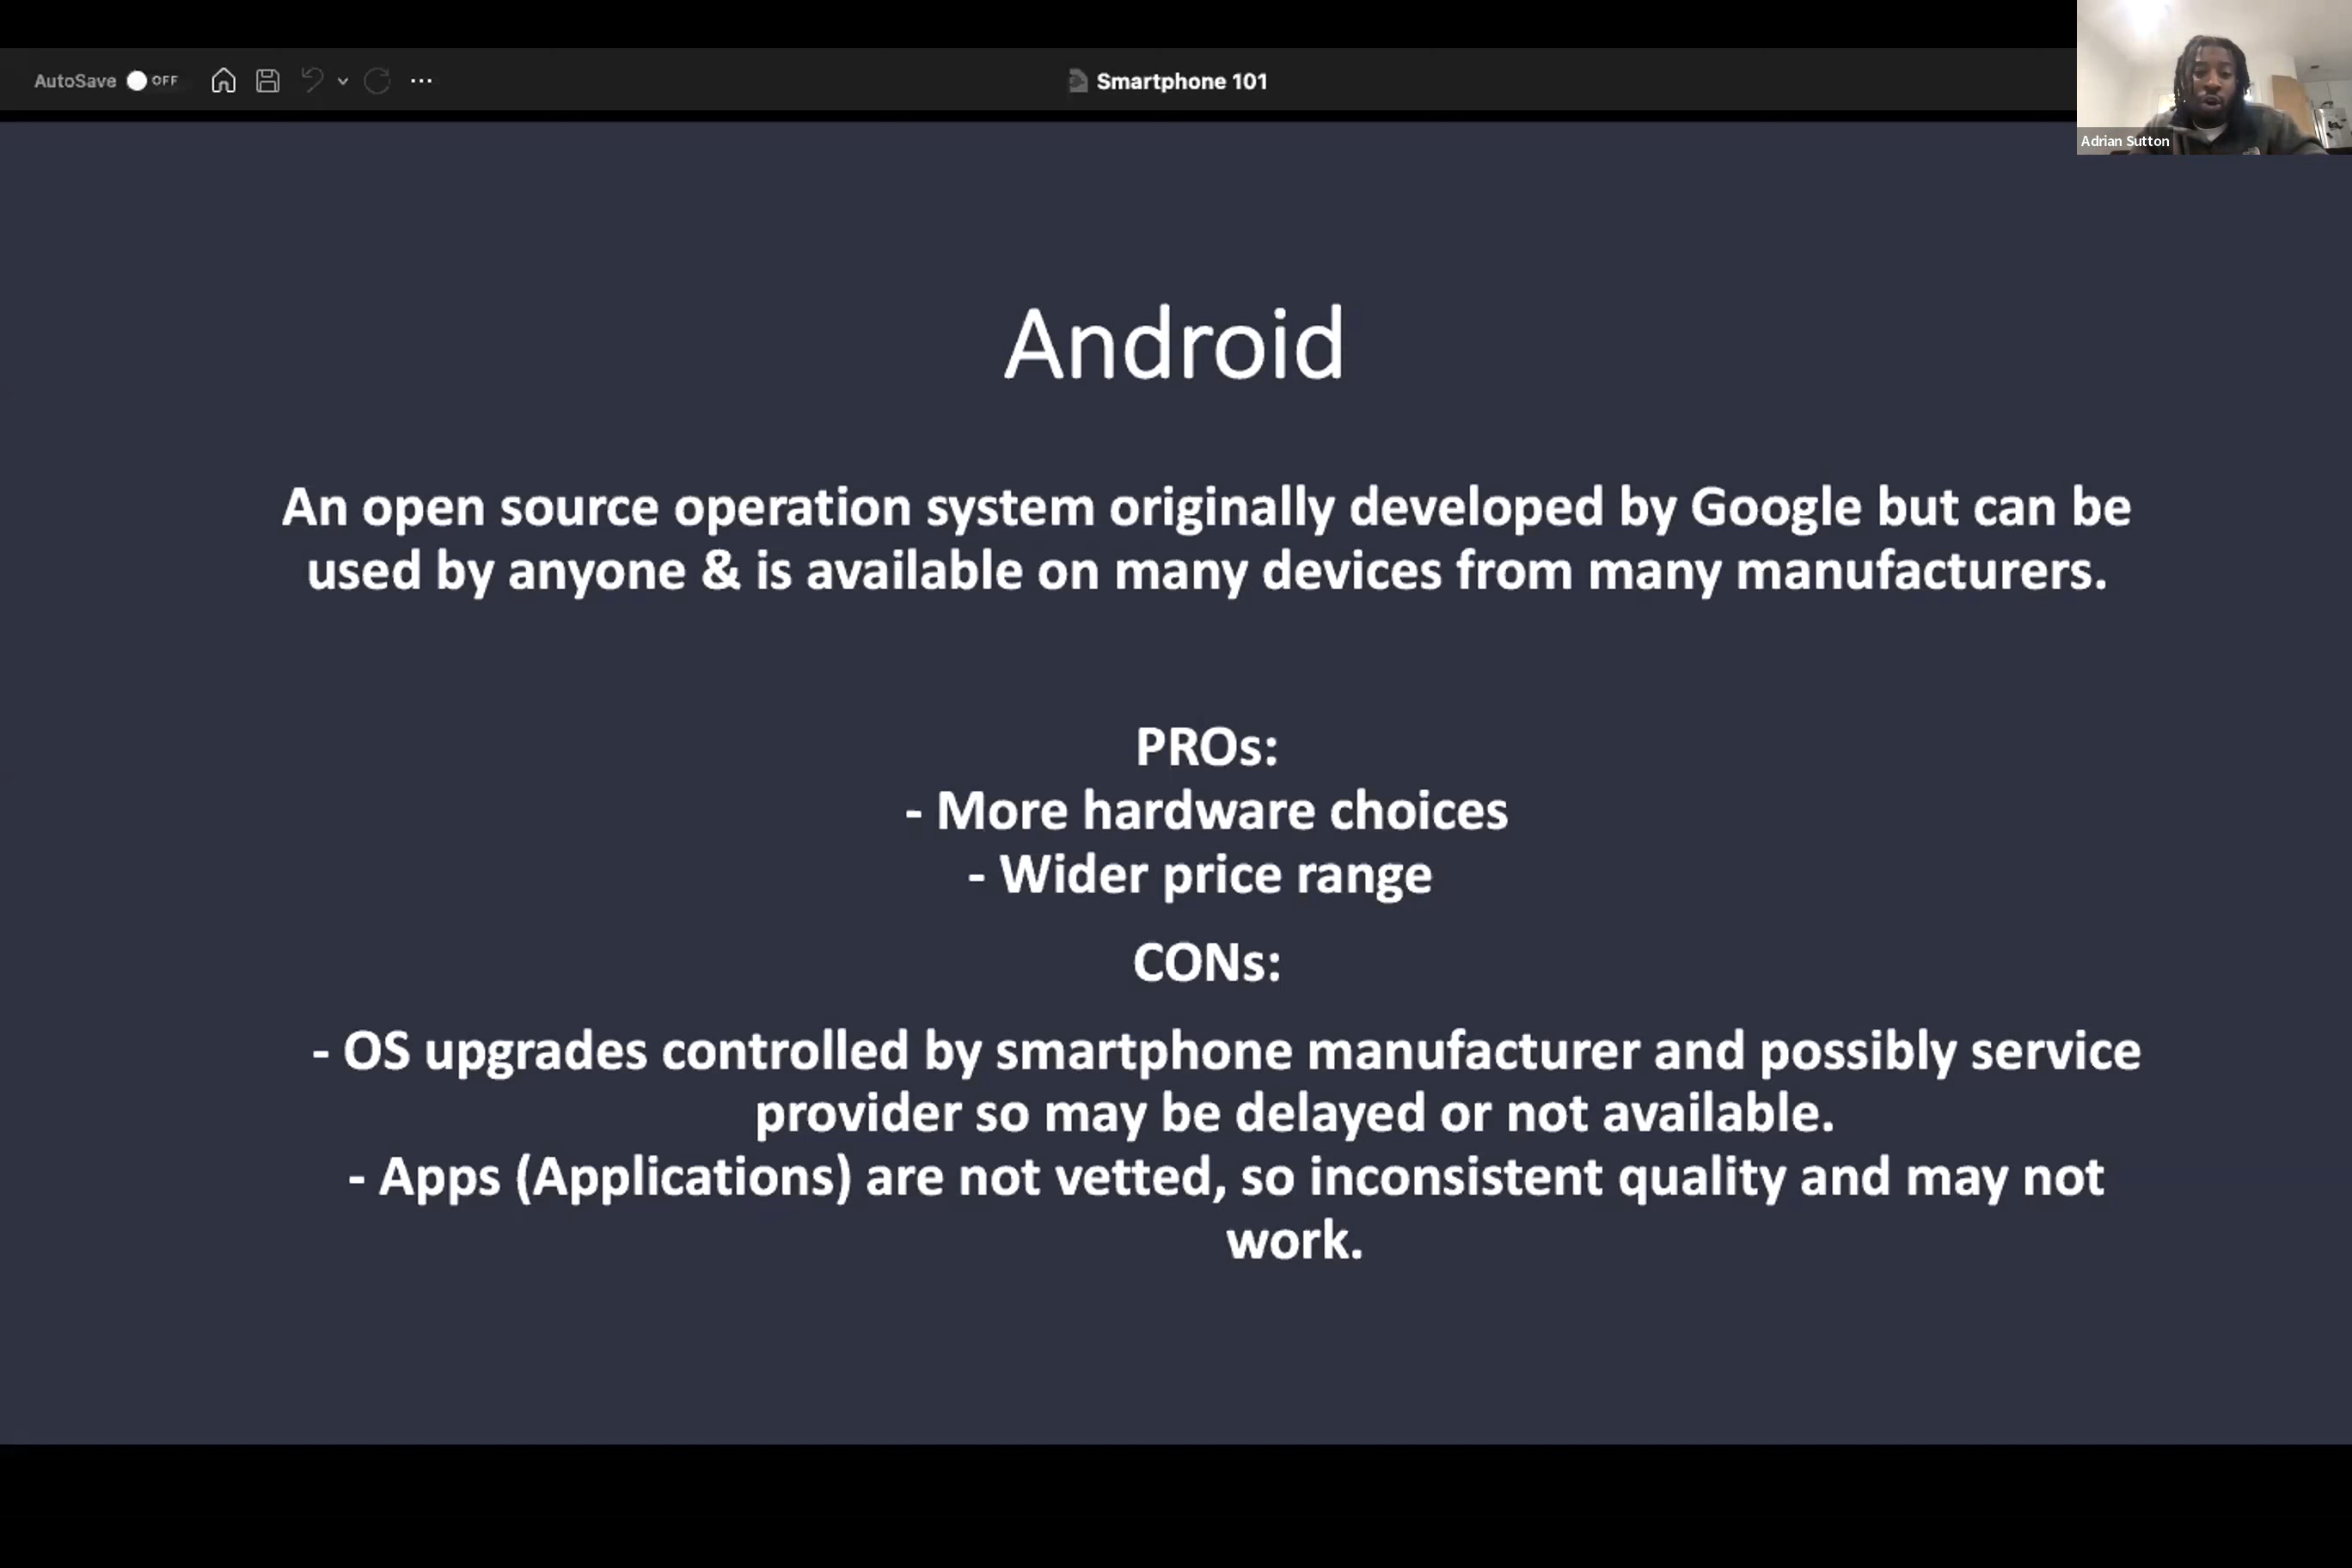 AutoSave OFF
Smartphone 101
Adrian Sutton
Android
An open source operation system originally developed by Google but can be
used by anyone & is available on many devices from many manufacturers.
PROs:
- More hardware choices
- Wider price range
CONs:
- OS upgrades controlled by smartphone manufacturer and possibly service
provider so may be delayed or not available.
- Apps (Applications) are not vetted, so inconsistent quality and may not
work.